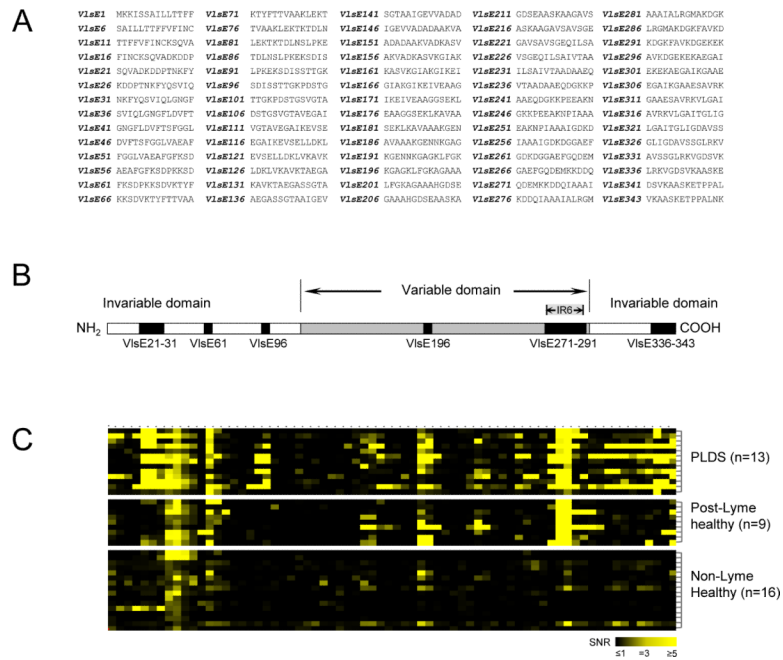 A
VlsE1 MKKISSAILLTTFF VlsE71 KTYFTTVAAKLEKT VlsE141 SGTAAIGEVVADAD VlsE211 GDSEAASKAAGAVS VlsE281 AAAIALRGMAKDGK
VlsE6 SAILLTTFFVFINC VlsE76 TVAAKLEKTKTDLN VlsE146 IGEVVADADAAKVA VlsE216 ASKAAGAVSAVSGE VlsE286 LRGMAKDGKFAVKD
VlsE11 TTFFVFINCKSQVA VlsE81 LEKTKTDLNSLPKE VlsE151 ADADAAKVADKASV VlsE221 GAVSAVSGEQILSA VlsE291 KDGKFAVKDGEKEK
VlsE16 FINCKSQVADKDDP VlsE86 TDLNSLPKEKSDIS VlsE156 AKVADKASVKGIAK VlsE226 VSGEQILSAIVTAA VlsE296 AVKDGEKEKAEGAI
VlsE21 SQVADKDDPTNKFY VlsE91 LPKEKSDISSTTGK VlsE161 KASVKGIAKGIKEI VlsE231 ILSAIVTAADAAEQ VlsE301 EKEKAEGAIKGAAE
VlsE26 KDDPTNKFYQSVIQ VlsE96 SDISSTTGKPDSTG VlsE166 GIAKGIKEIVEAAG VlsE236 VTAADAAEQDGKKP VlsE306 EGAIKGAAESAVRK
VlsE31 NKFYQSVIQLGNGF VlsE101 TTGKPDSTGSVGTA VlsE171 IKEIVEAAGGSEKL VlsE241 AAEQDGKKPEEAKN VlsE311 GAAESAVRKVLGAI
VlsE36 SVIQLGNGFLDVFT VlsE106 DSTGSVGTAVEGAI VlsE176 EAAGGSEKLKAVAA VlsE246 GKKPEEAKNPIAAA VlsE316 AVRKVLGAITGLIG
VlsE41 GNGFLDVFTSFGGL VlsE111 VGTAVEGAIKEVSE VlsE181 SEKLKAVAAAKGEN VlsE251 EAKNPIAAAIGDKD VlsE321 LGAITGLIGDAVSS
VlsE46 DVFTSFGGLVAEAF VlsE116 EGAIKEVSELLDKL VlsE186 AVAAAKGENNKGAG VlsE256 IAAAIGDKDGGAEF VlsE326 GLIGDAVSSGLRKV
VlsE51 FGGLVAEAFGFKSD VlsE121 EVSELLDKLVKAVK VlsE191 KGENNKGAGKLFGK VlsE261 GDKDGGAEFGQDEM VlsE331 AVSSGLRKVGDSVK
VlsE56 AEAFGFKSDPKKSD VlsE126 LDKLVKAVKTAEGA VlsE196 KGAGKLFGKAGAAA VlsE266 GAEFGQDEMKKDDQ VlsE336 LRKVGDSVKAASKE
VlsE61 FKSDPKKSDVKTYF VlsE131 KAVKTAEGASSGTA VlsE201 LFGKAGAAAHGDSE VlsE271 QDEMKKDDQIAAAI VlsE341 DSVKAASKETPPAL
VlsE66 KKSDVKTYFTTVAA VlsE136 AEGASSGTAAIGEV VlsE206 GAAAHGDSEAASKA VlsE276 KDDQIAAAIALRGM VlsE343 VKAASKETPPALNK
B
Invariable domain Variable domain Invariable domain
IR6
NH2 COOH
VlsE21-31 VlsE61 VlsE96 VlsE196 VlsE271-291 VlsE336-343
C
PLDS (n=13)
Post-Lyme
healthy (n=9)
Non-Lyme
Healthy (n=16)
SNR
≤1 =3 ≥5